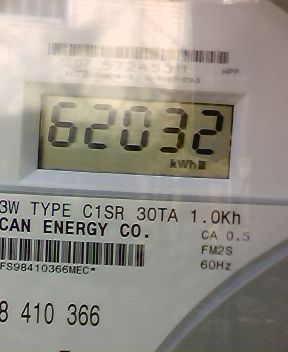 HPP
62032
kWh
3W TYPE C1SR 30TA 1.0Kh
CAN ENERGY CO.
CA 0.5
FM2S
FS98410366MEC*
60Hz
8 410 366